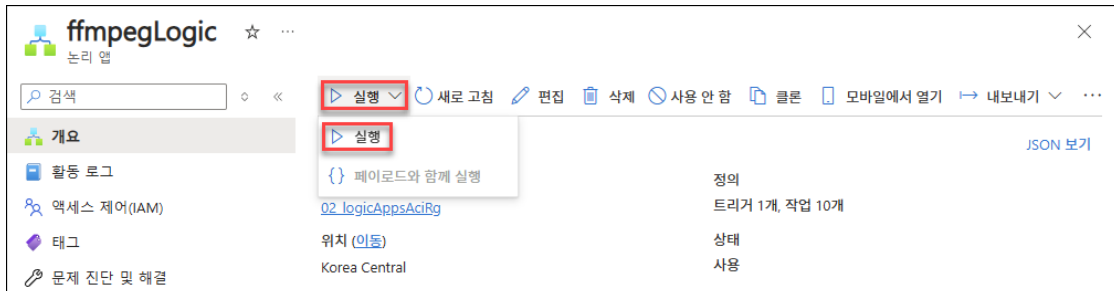 ffmpegLogic
논리 앱
검색
실행 새로 고침 편집 삭제 사용 안 함 클론 모바일에서 열기 내보내기
개요
실행
JSON 보기
활동 로그
{} 페이로드와 함께 실행
정의
액세스 제어(IAM)
02_logicAppsAciRg
트리거 1개, 작업 10개
태그
위치 (이동)
상태
문제 진단 및 해결
Korea Central
사용